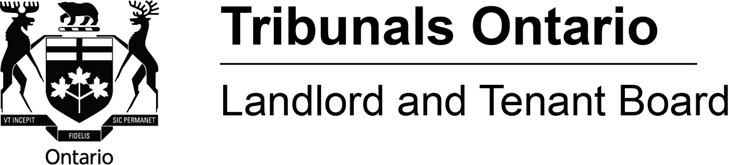 Tribunals Ontario
Landlord and Tenant Board
VT INCEPIT
SIC PERMANET
FIDELIS
Ontario